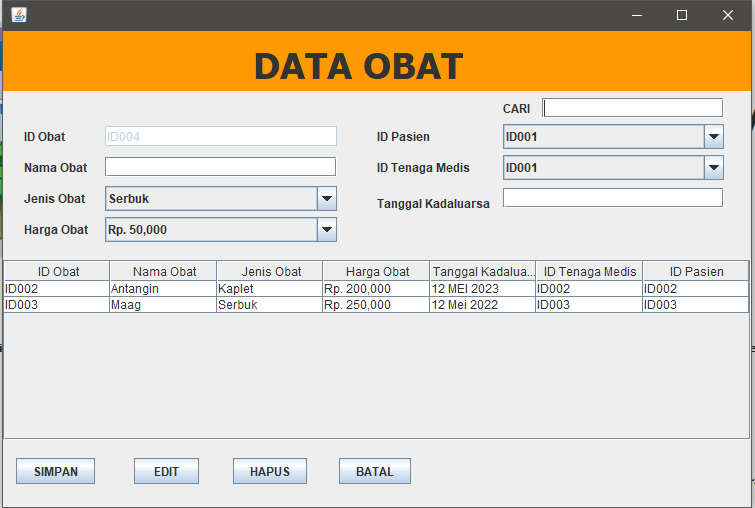 DATA OBAT
CARI
ID Obat ID004 ID Pasien ID001
Nama Obat ID Tenaga Medis ID001
Jenis Obat Serbuk Tanggal Kadaluarsa
Harga Obat Rp. 50,000
ID Obat Nama Obat Jenis Obat Harga Obat Tanggal Kadalua... ID Tenaga Medis ID Pasien
ID002 Antangin Kaplet Rp. 200,000 12 MEI 2023 ID002 ID002
ID003 Maag Serbuk Rp. 250,000 12 Mei 2022 ID003 ID003
SIMPAN EDIT HAPUS BATAL